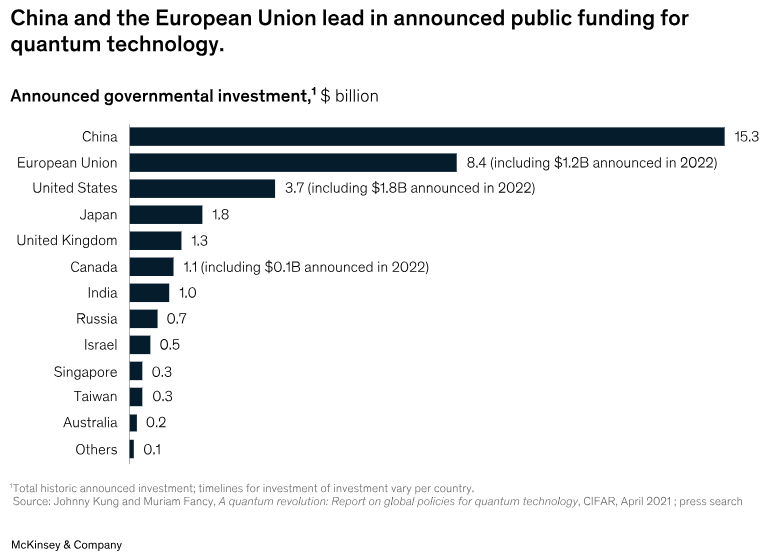 China and the European Union lead in announced public funding for
quantum technology.
Announced governmental investment,¹ $ billion
China 15.3
European Union 8.4 (including $1.2B announced in 2022)
United States 3.7 (including $1.8B announced in 2022)
Japan 1.8
United Kingdom 1.3
Canada 1.1 (including $0.1B announced in 2022)
India 1.0
Russia 0.7
Israel 0.5
Singapore 0.3
Taiwan 0.3
Australia 0.2
Others 0.1
¹Total historic announced investment; timelines for investment of investment vary per country.
Source: Johnny Kung and Muriam Fancy, A quantum revolution: Report on global policies for quantum technology, CIFAR, April 2021 ; press search
McKinsey & Company